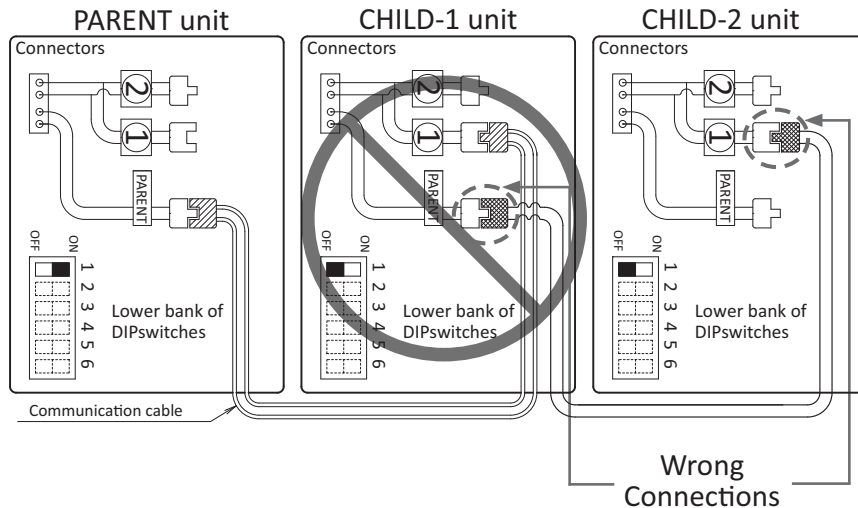 PARENT unit
Connectors
2
1
PARENT
OFF
ON
1
2
3
4
5
6
Lower bank of
DIPswitches
Communication cable
CHILD-1 unit
Connectors
2
1
PARENT
OFF
ON
1
2
3
4
5
6
Lower bank of
DIPswitches
CHILD-2 unit
Connectors
2
1
PARENT
OFF
ON
1
2
3
4
5
6
Lower bank of
DIPswitches
Wrong
Connections